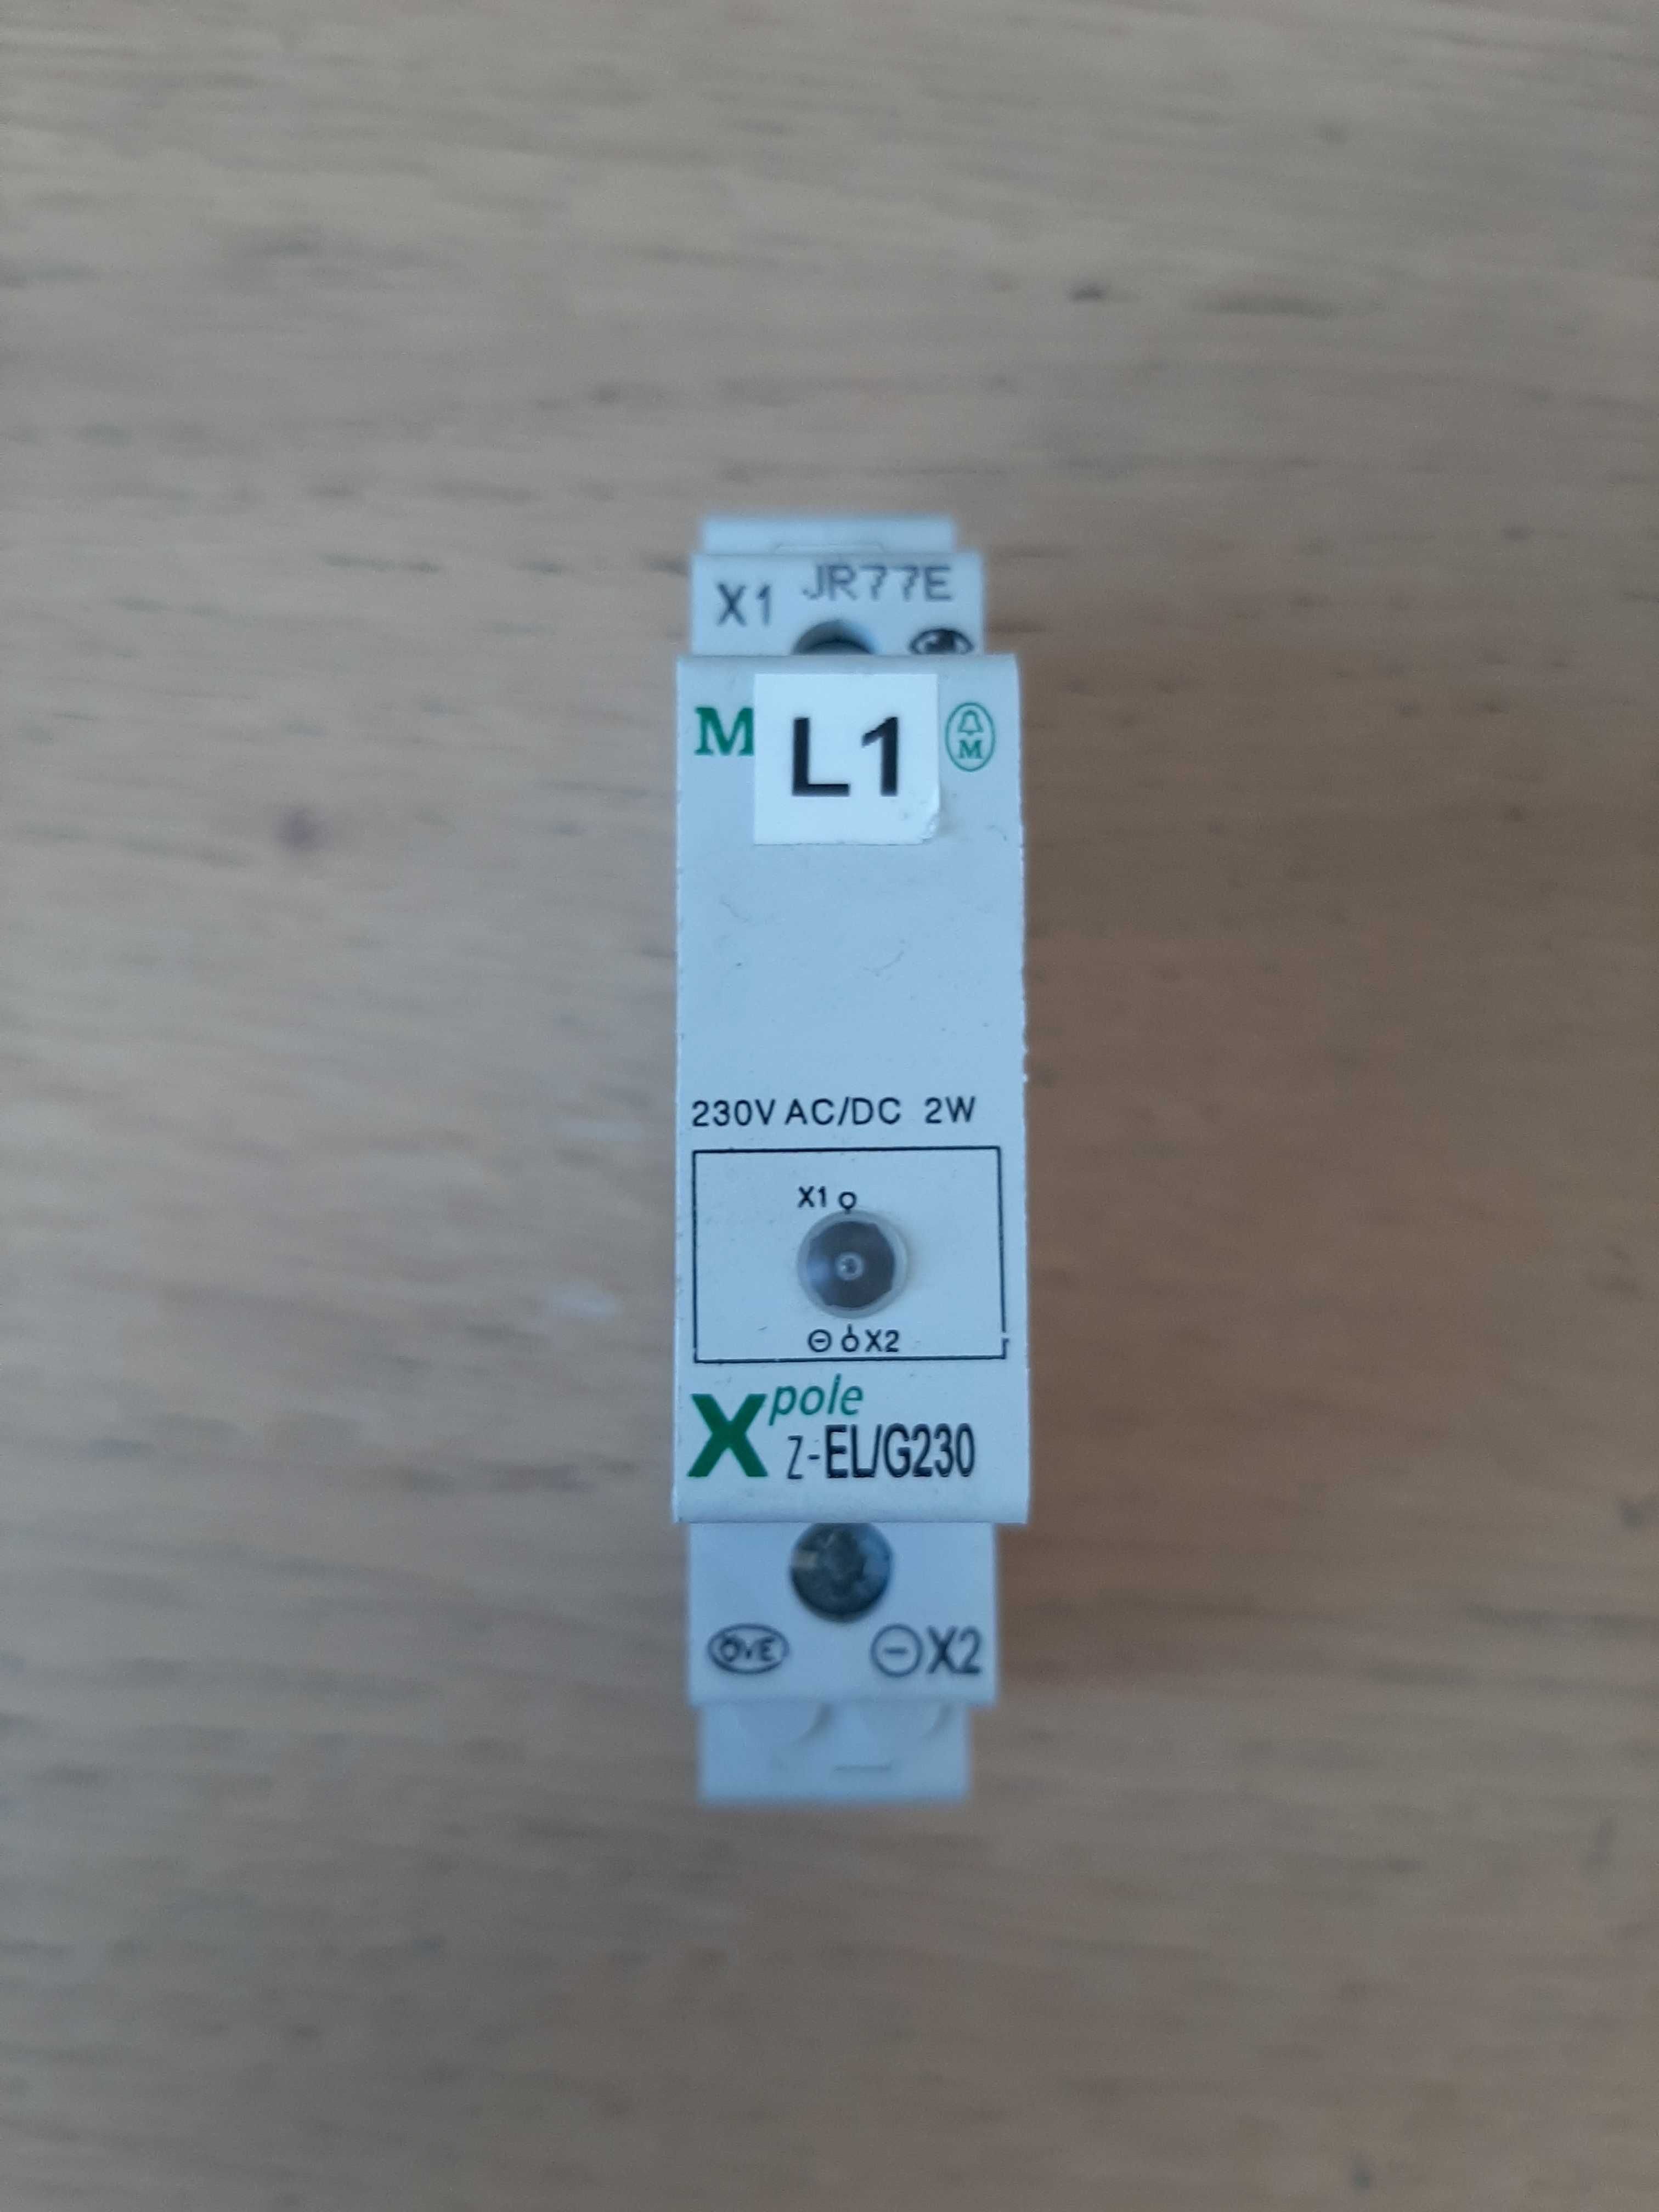 JR77E
X1
M
L1
M
230V AC/DC 2W
X1
⊖ X2
Xpole
Z-EL/G230
ÖVE
⊖X2